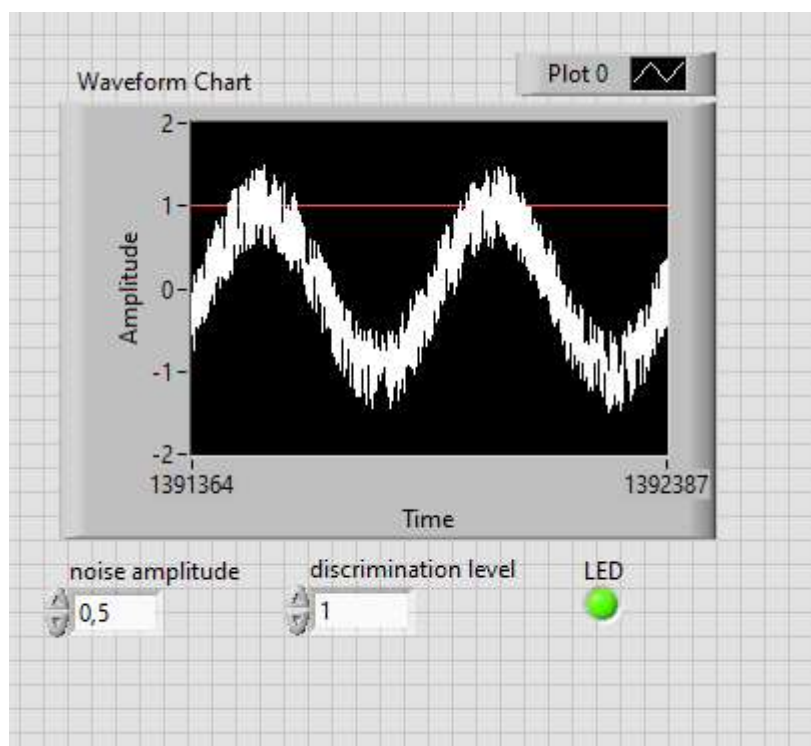 Waveform Chart
Plot 0
2
1
0
-1
-2
Amplitude
1391364
1392387
Time
noise amplitude
discrimination level
LED
0,5
1